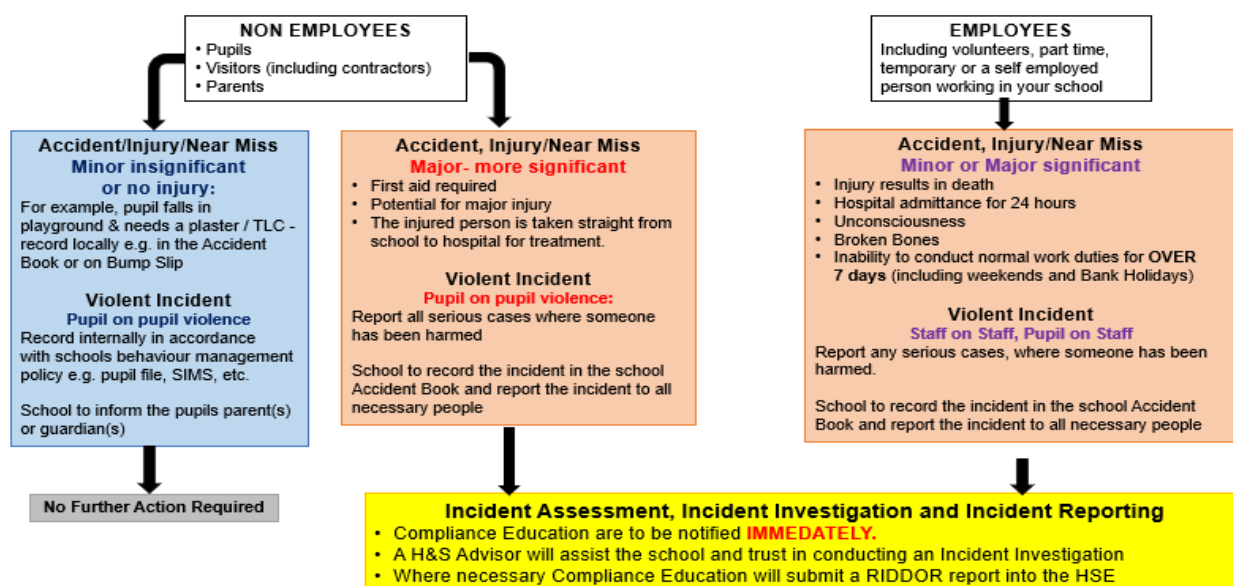 NON EMPLOYEES
• Pupils
• Visitors (including contractors)
• Parents
EMPLOYEES
Including volunteers, part time,
temporary or a self employed
person working in your school
Accident/Injury/Near Miss
Minor insignificant
or no injury:
For example, pupil falls in
playground & needs a plaster / TLC -
record locally e.g. in the Accident
Book or on Bump Slip
Violent Incident
Pupil on pupil violence
Record internally in accordance
with schools behaviour management
policy e.g. pupil file, SIMS, etc.
School to inform the pupils parent(s)
or guardian(s)
No Further Action Required
Accident, Injury/Near Miss
Major- more significant
• First aid required
• Potential for major injury
• The injured person is taken straight from
school to hospital for treatment.
Violent Incident
Pupil on pupil violence:
Report all serious cases where someone
has been harmed
School to record the incident in the school
Accident Book and report the incident to all
necessary people
Accident, Injury/Near Miss
Minor or Major significant
• Injury results in death
• Hospital admittance for 24 hours
• Unconsciousness
• Broken Bones
• Inability to conduct normal work duties for OVER
7 days (including weekends and Bank Holidays)
Violent Incident
Staff on Staff, Pupil on Staff
Report any serious cases, where someone has been
harmed.
School to record the incident in the school Accident
Book and report the incident to all necessary people
Incident Assessment, Incident Investigation and Incident Reporting
• Compliance Education are to be notified IMMEDIATELY.
• A H&S Advisor will assist the school and trust in conducting an Incident Investigation
• Where necessary Compliance Education will submit a RIDDOR report into the HSE